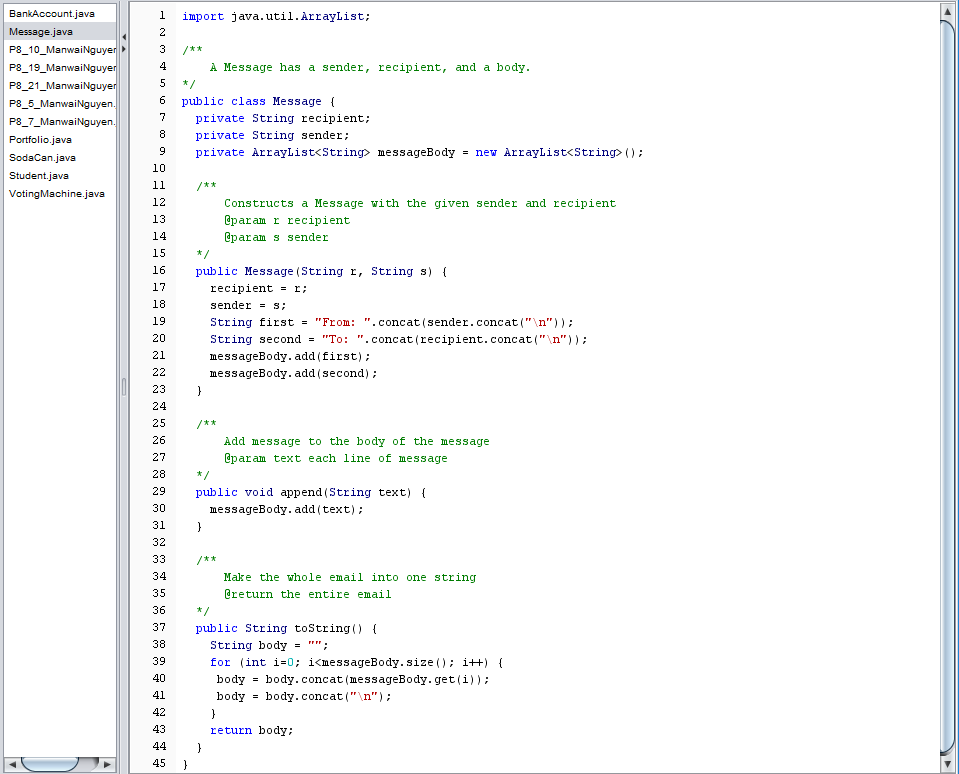 BankAccount.java
Message.java
P8_10_ManwaiNguyen
P8_19_ManwaiNguyen
P8_21_ManwaiNguyen
P8_5_ManwaiNguyen.
P8_7_ManwaiNguyen.
Portfolio.java
SodaCan.java
Student.java
VotingMachine.java
1 import java.util.ArrayList;
2
3 /**
4     A Message has a sender, recipient, and a body.
5 */
6 public class Message {
7   private String recipient;
8   private String sender;
9   private ArrayList<String> messageBody = new ArrayList<String>();
10
11   /**
12       Constructs a Message with the given sender and recipient
13       @param r recipient
14       @param s sender
15   */
16   public Message(String r, String s) {
17     recipient = r;
18     sender = s;
19     String first = "From: ".concat(sender.concat("\n"));
20     String second = "To: ".concat(recipient.concat("\n"));
21     messageBody.add(first);
22     messageBody.add(second);
23   }
24
25   /**
26       Add message to the body of the message
27       @param text each line of message
28   */
29   public void append(String text) {
30     messageBody.add(text);
31   }
32
33   /**
34       Make the whole email into one string
35       @return the entire email
36   */
37   public String toString() {
38     String body = "";
39     for (int i=0; i<messageBody.size(); i++) {
40      body = body.concat(messageBody.get(i));
41      body = body.concat("\n");
42     }
43     return body;
44   }
45 }